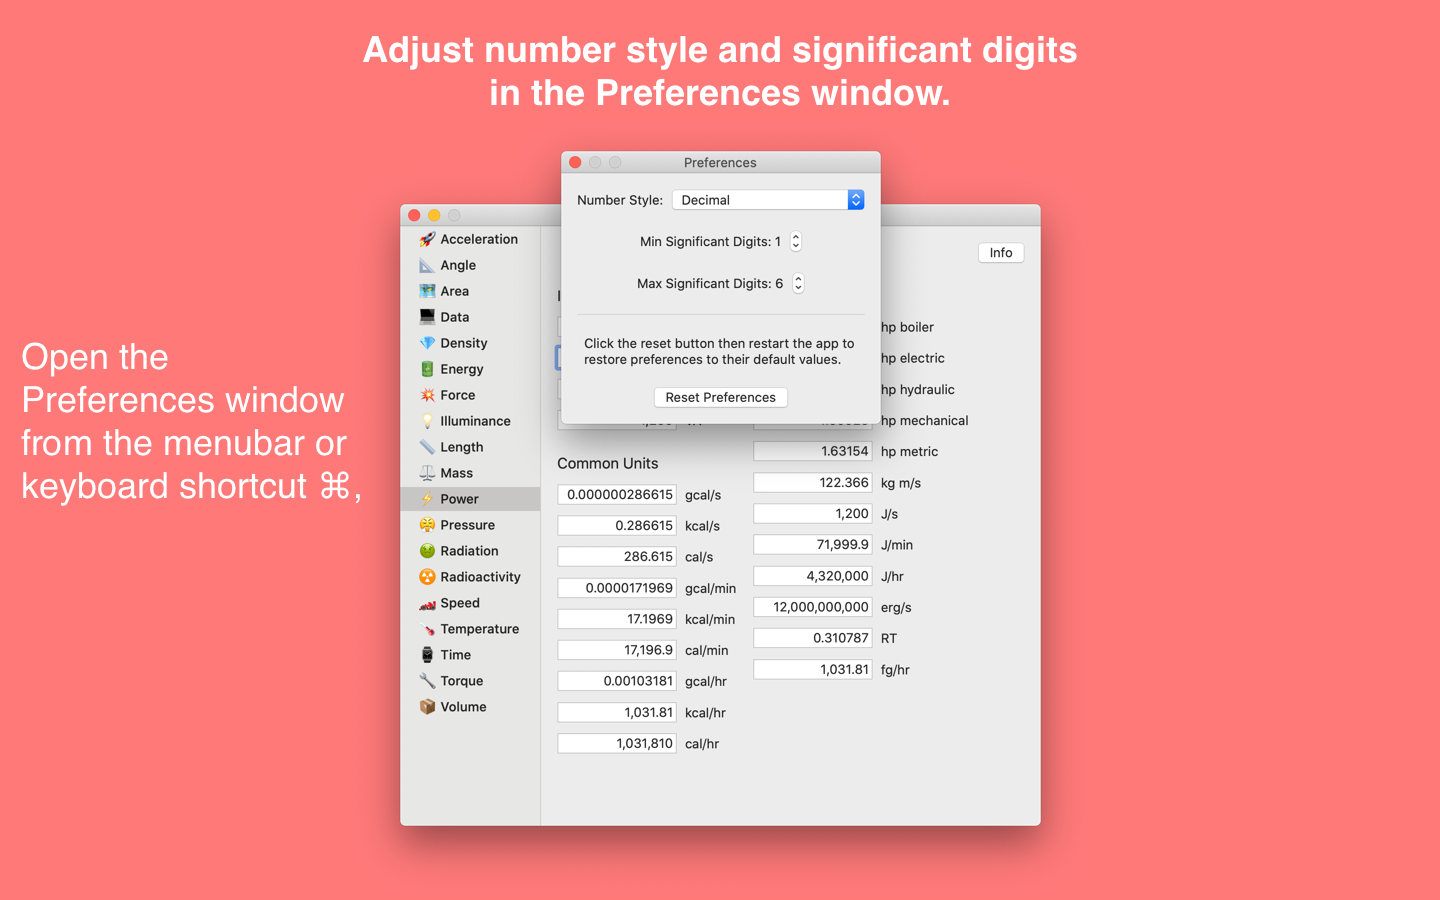 Adjust number style and significant digits
in the Preferences window.
Open the
Preferences window
from the menubar or
keyboard shortcut ⌘,
Preferences
Number Style: Decimal
Min Significant Digits: 1
Max Significant Digits: 6
Click the reset button then restart the app to
restore preferences to their default values.
Reset Preferences
Info
Acceleration
Angle
Area
Data
Density
Energy
Force
Illuminance
Length
Mass
Power
Pressure
Radiation
Radioactivity
Speed
Temperature
Time
Torque
Volume
Common Units
0.000000286615 gcal/s
0.286615 kcal/s
286.615 cal/s
0.0000171969 gcal/min
17.1969 kcal/min
17,196.9 cal/min
0.00103181 gcal/hr
1,031.81 kcal/hr
1,031,810 cal/hr
hp boiler
hp electric
hp hydraulic
hp mechanical
1.63154 hp metric
122.366 kg m/s
1,200 J/s
71,999.9 J/min
4,320,000 J/hr
12,000,000,000 erg/s
0.310787 RT
1,031.81 fg/hr